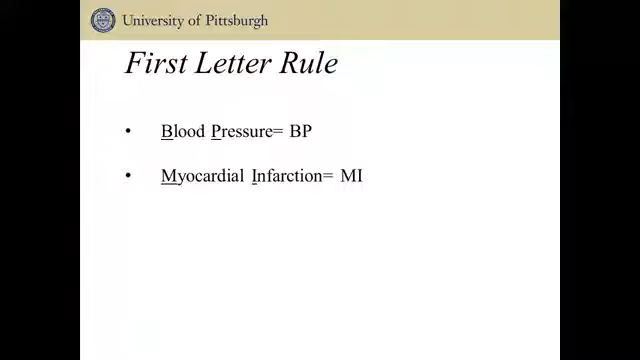 University of Pittsburgh
First Letter Rule
• Blood Pressure= BP
• Myocardial Infarction= MI